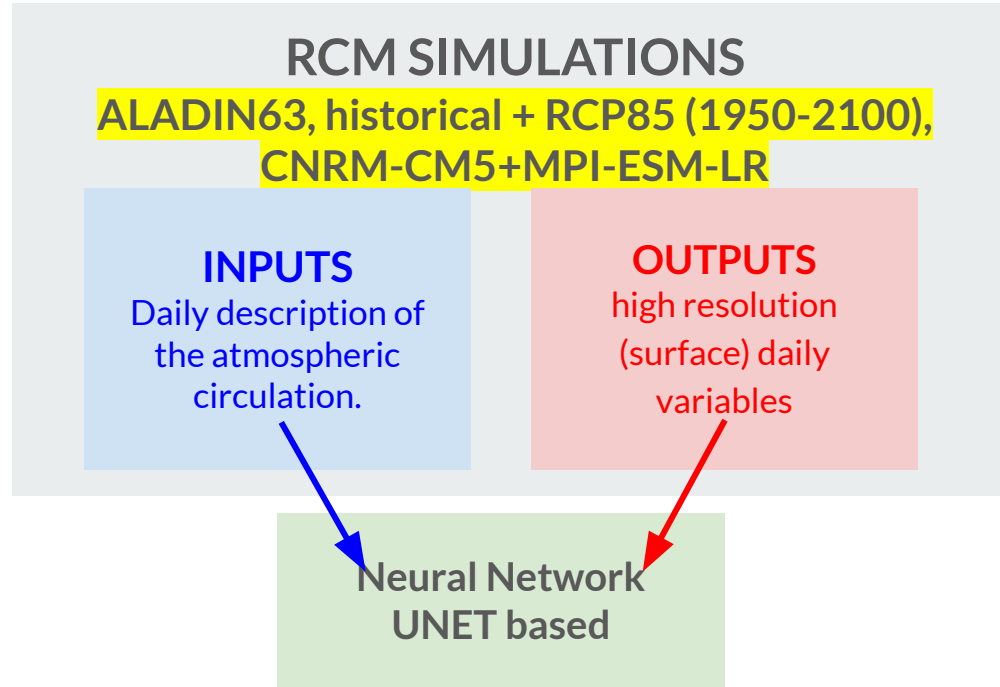 RCM SIMULATIONS
ALADIN63, historical + RCP85 (1950-2100),
CNRM-CM5+MPI-ESM-LR
INPUTS
Daily description of
the atmospheric
circulation.
OUTPUTS
high resolution
(surface) daily
variables
Neural Network
UNET based